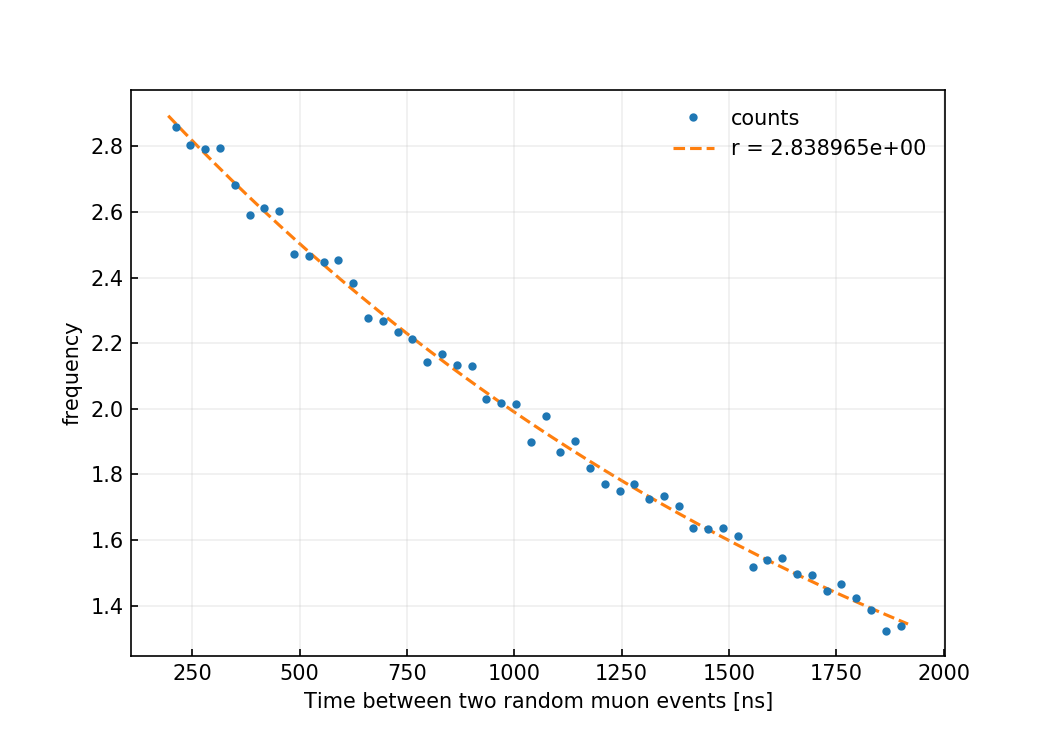 counts
r = 2.838965e+00
2.8
2.6
2.4
2.2
2.0
1.8
1.6
1.4
frequency
250 500 750 1000 1250 1500 1750 2000
Time between two random muon events [ns]